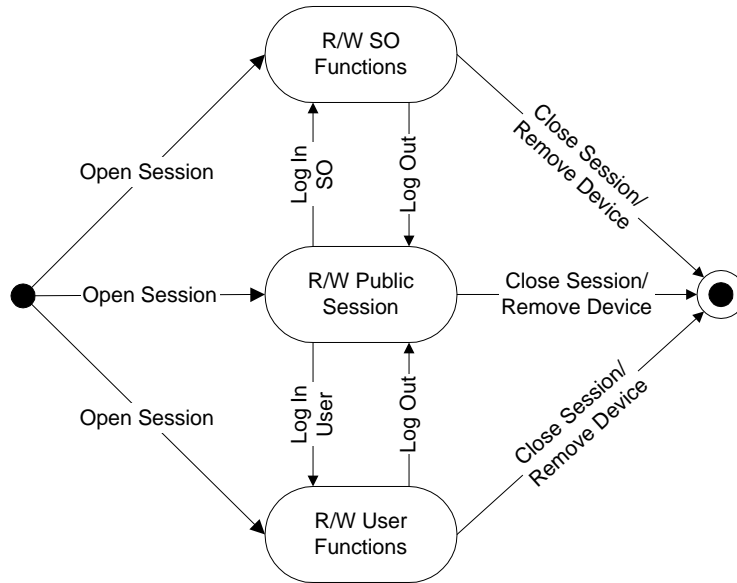 R/W SO
Functions
Open Session
Log In
SO
Log Out
Close Session/
Remove Device
Open Session
R/W Public
Session
Close Session/
Remove Device
Open Session
Log In
User
Log Out
Close Session/
Remove Device
R/W User
Functions